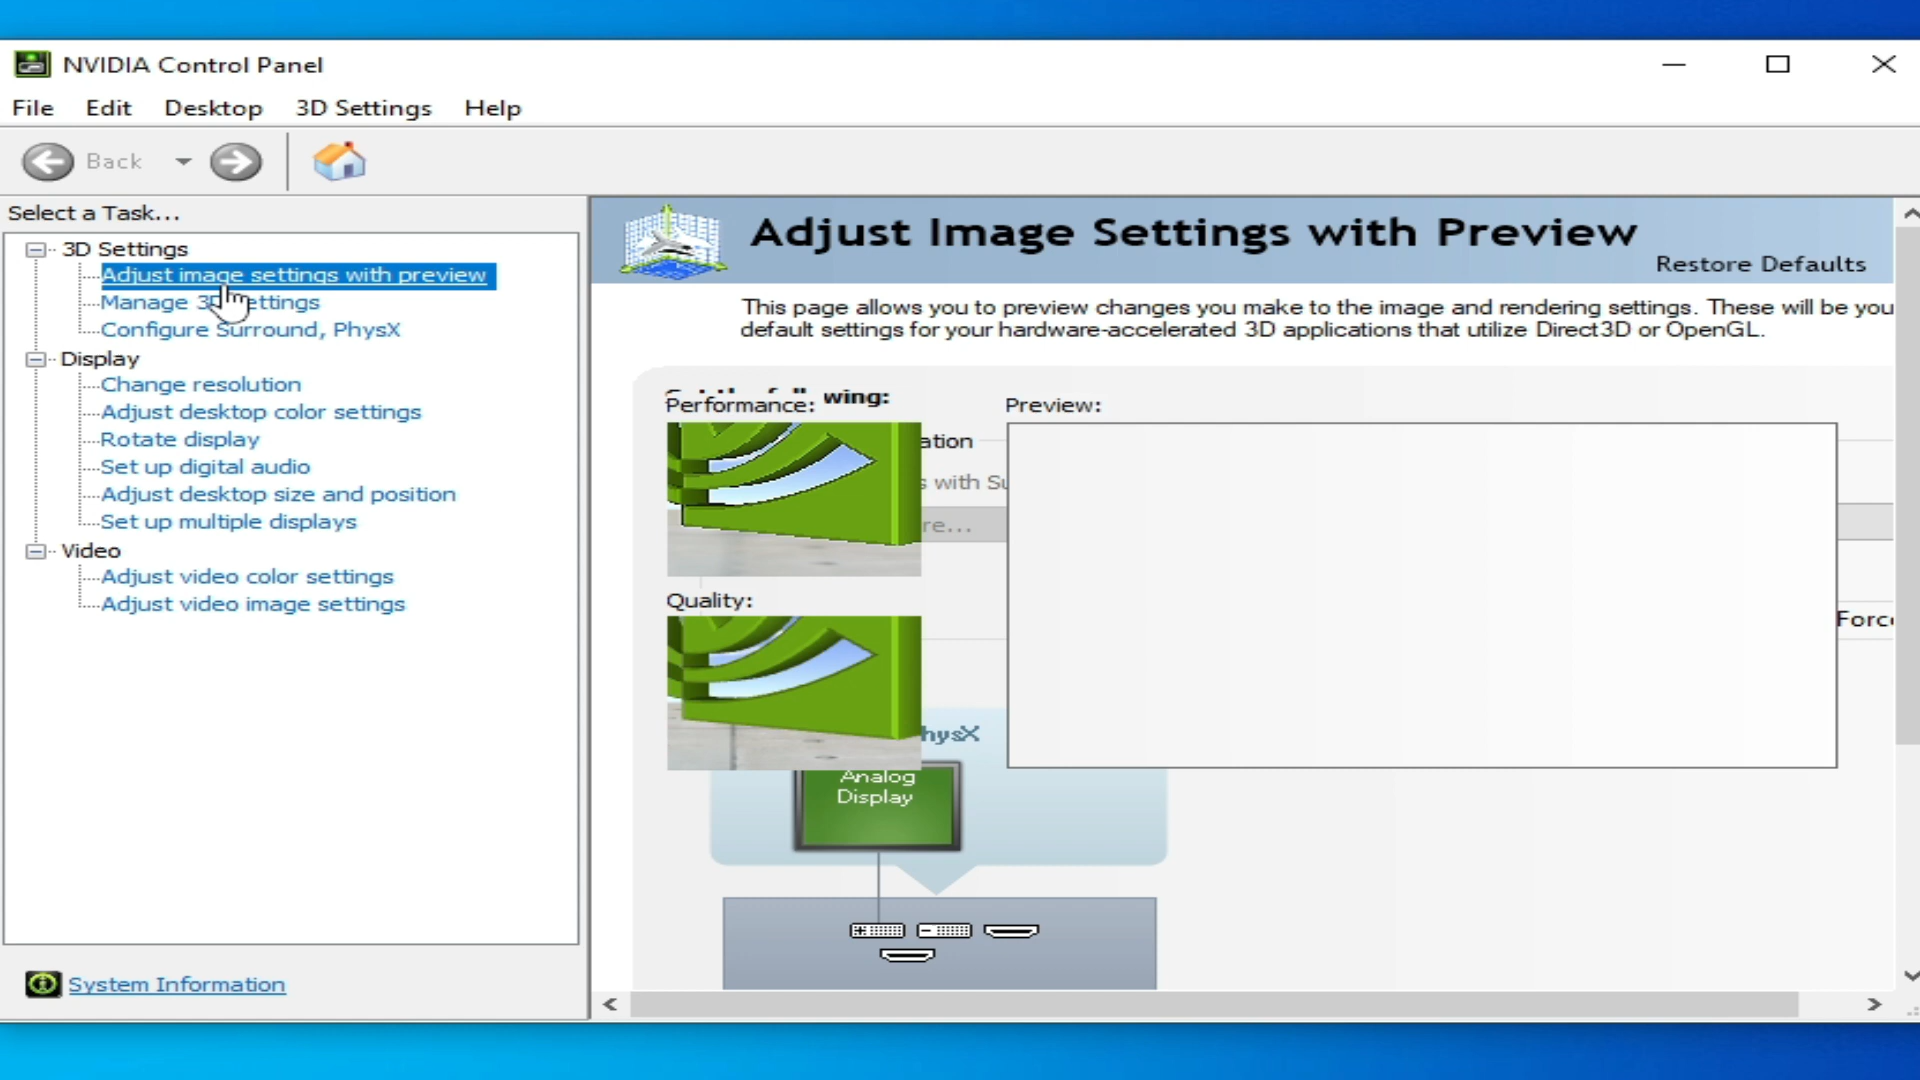 NVIDIA Control Panel
File Edit Desktop 3D Settings Help
Back
Select a Task...
3D Settings
Adjust image settings with preview
Manage 3D Settings
Configure Surround, PhysX
Display
Change resolution
Adjust desktop color settings
Rotate display
Set up digital audio
Adjust desktop size and position
Set up multiple displays
Video
Adjust video color settings
Adjust video image settings
System Information
Adjust Image Settings with Preview
Restore Defaults
This page allows you to preview changes you make to the image and rendering settings. These will be you
default settings for your hardware-accelerated 3D applications that utilize Direct3D or OpenGL.
wing:
Performance:
Preview:
ation
s with Su
re...
Quality:
Forc
hysX
Analog
Display